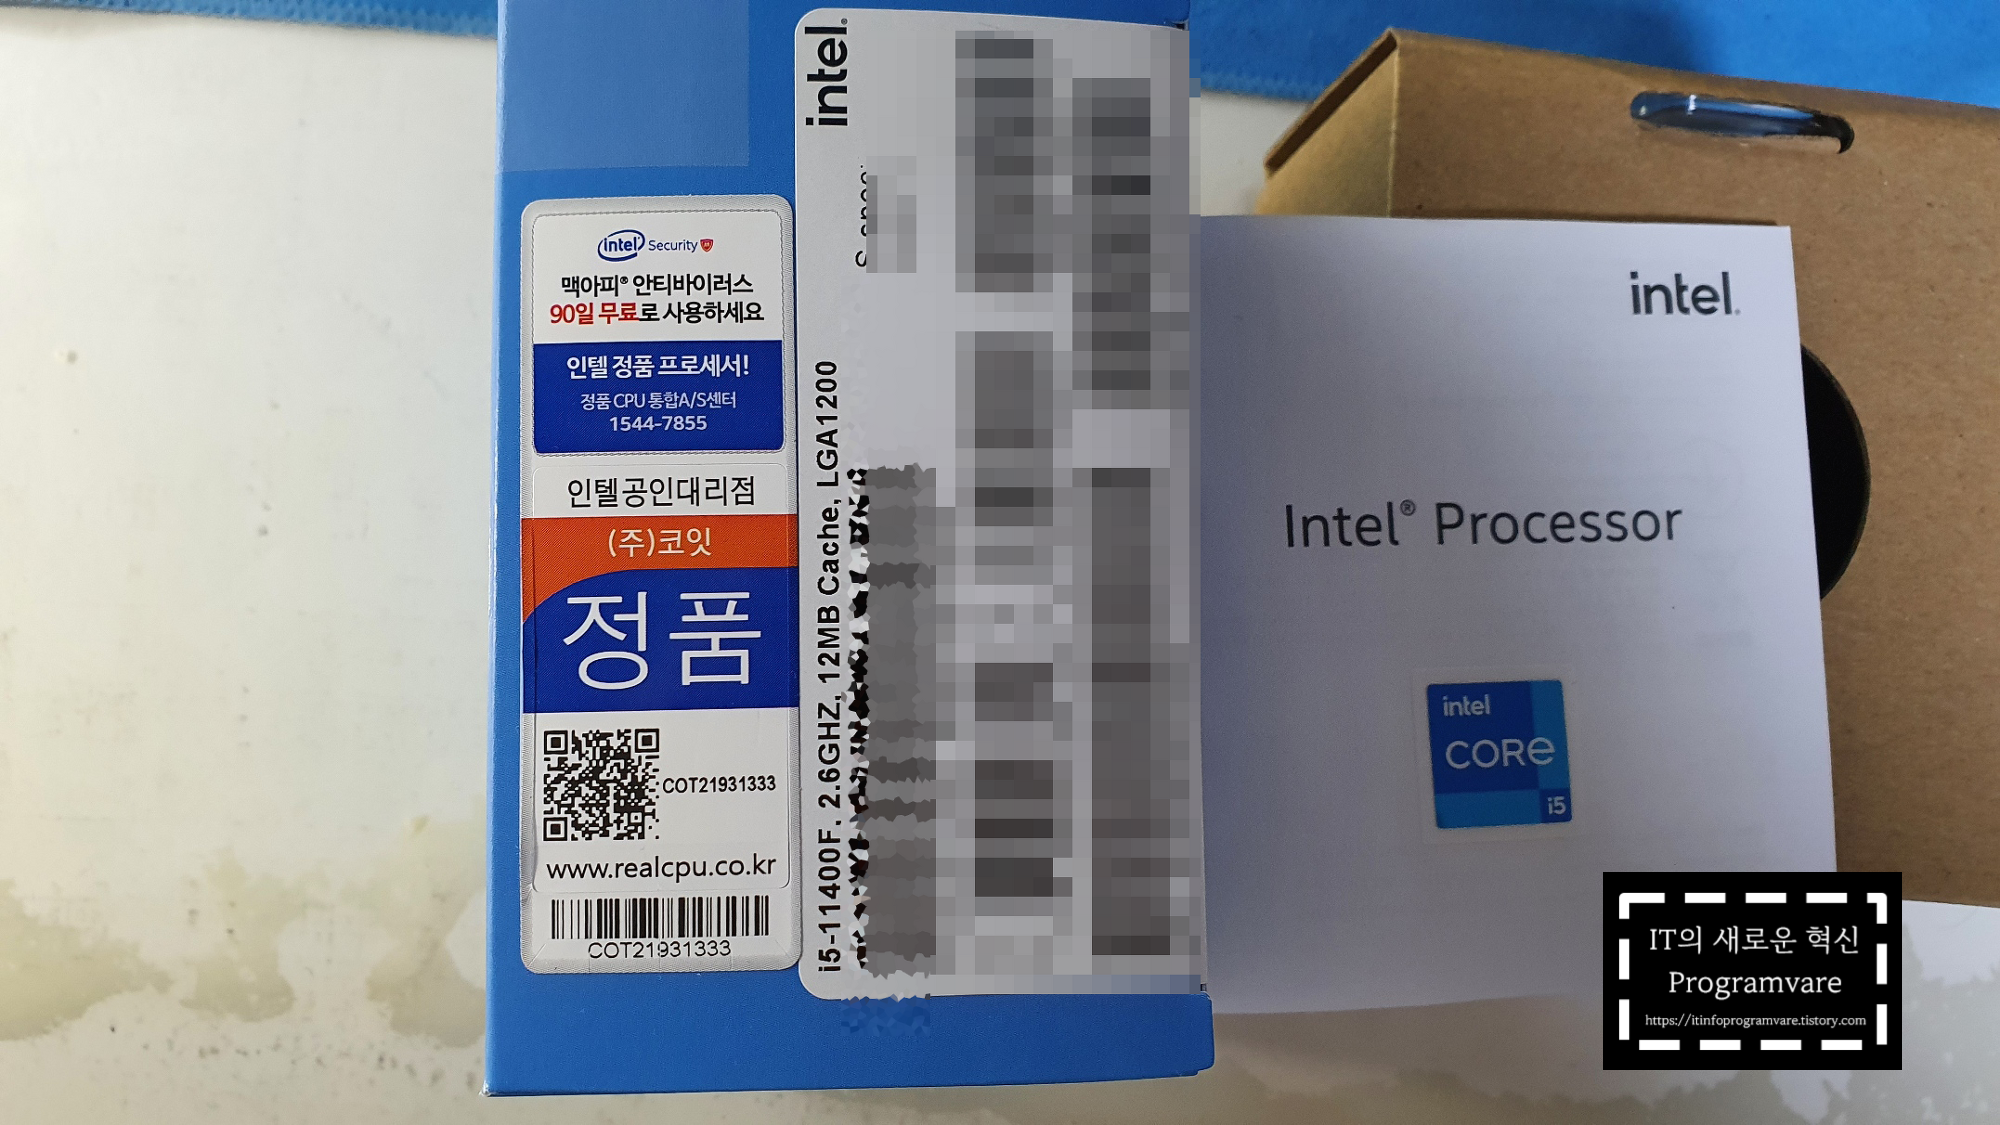 intel Security
맥아피® 안티바이러스
90일 무료로 사용하세요
인텔 정품 프로세서!
정품 CPU 통합A/S센터
1544-7855
인텔공인대리점
(주)코잇
정품
COT21931333
www.realcpu.co.kr
COT21931333
intel.
i5-11400F. 2.6GHZ, 12MB Cache, LGA1200
intel.
Intel® Processor
intel
CORe
i5
IT의 새로운 혁신
Programvare
https://itinfoprogramvare.tistory.com